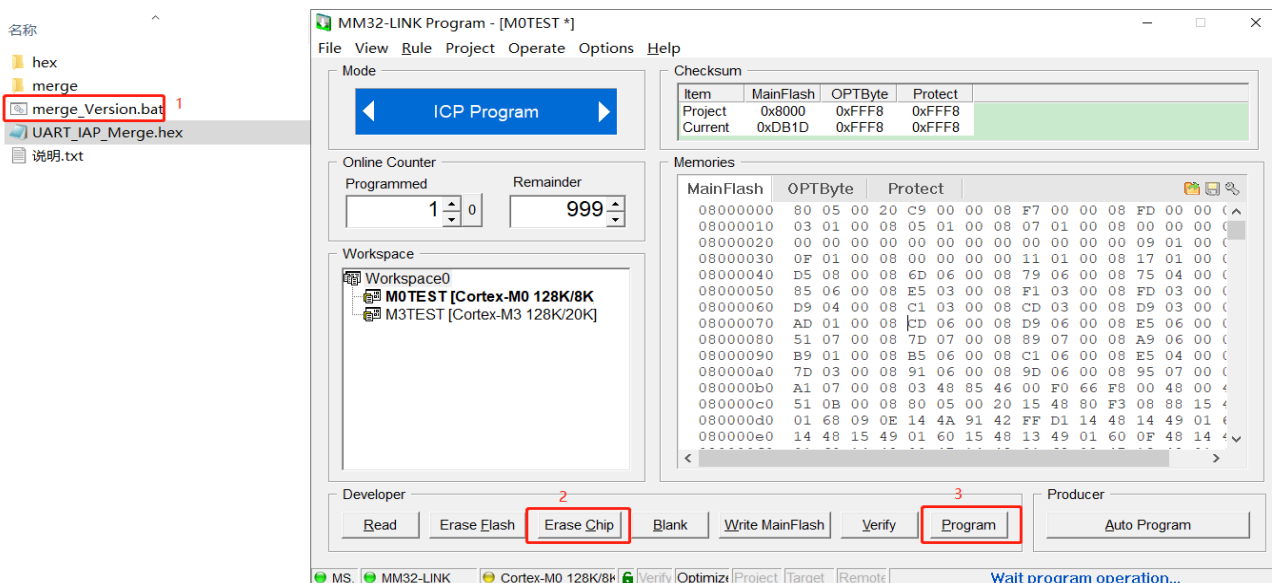 名称
hex
merge
merge_Version.bat 1
UART_IAP_Merge.hex
说明.txt
MM32-LINK Program - [M0TEST *]
File View Rule Project Operate Options Help
Mode
ICP Program
Checksum
Item MainFlash OPTByte Protect
Project 0x8000 0xFFF8 0xFFF8
Current 0xDB1D 0xFFF8 0xFFF8
Online Counter
Programmed Remainder
1 0 999
Workspace
Workspace0
M0TEST [Cortex-M0 128K/8K
M3TEST [Cortex-M3 128K/20K]
Memories
MainFlash OPTByte Protect
08000000 80 05 00 20 C9 00 00 08 F7 00 00 08 FD 00 00
08000010 03 01 00 08 05 01 00 08 07 01 00 08 00 00 00
08000020 00 00 00 00 00 00 00 00 00 00 00 00 09 01 00
08000030 0F 01 00 08 00 00 00 00 11 01 00 08 17 01 00
08000040 D5 08 00 08 6D 06 00 08 79 06 00 08 75 04 00
08000050 85 06 00 08 E5 03 00 08 F1 03 00 08 FD 03 00
08000060 D9 04 00 08 C1 03 00 08 CD 03 00 08 D9 03 00
08000070 AD 01 00 08 CD 06 00 08 D9 06 00 08 E5 06 00
08000080 51 07 00 08 7D 07 00 08 89 07 00 08 A9 06 00
08000090 B9 01 00 08 B5 06 00 08 C1 06 00 08 E5 04 00
080000a0 7D 03 00 08 91 06 00 08 9D 06 00 08 95 07 00
080000b0 A1 07 00 08 03 48 85 46 00 F0 66 F8 00 48 00
080000c0 51 0B 00 08 80 05 00 20 15 48 80 F3 08 88 15
080000d0 01 68 09 0E 14 4A 91 42 FF D1 14 48 14 49 01
080000e0 14 48 15 49 01 60 15 48 13 49 01 60 0F 48 14
Developer 2 3 Producer
Read Erase Flash Erase Chip Blank Write MainFlash Verify Program Auto Program
MS. MM32-LINK Cortex-M0 128K/8K Verify Optimize Project Target Remote Wait program operation...